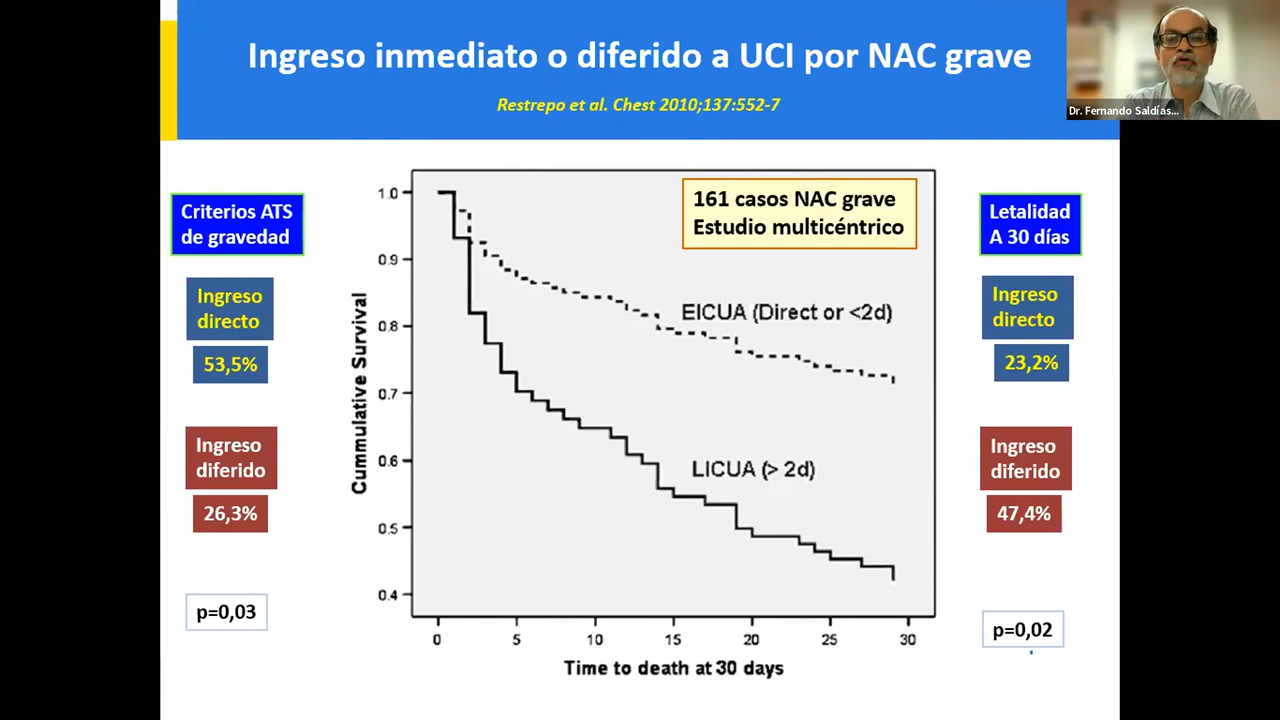 Ingreso inmediato o diferido a UCI por NAC grave
Restrepo et al. Chest 2010;137:552-7
Dr. Fernando Saldías...
Criterios ATS
de gravedad
Ingreso
directo
53,5%
Ingreso
diferido
26,3%
p=0,03
161 casos NAC grave
Estudio multicéntrico
EICUA (Direct or <2d)
LICUA (> 2d)
Cummulative Survival
1.0
0.9
0.8
0.7
0.6
0.5
0.4
0
5
10
15
20
25
30
Time to death at 30 days
Letalidad
A 30 días
Ingreso
directo
23,2%
Ingreso
diferido
47,4%
p=0,02